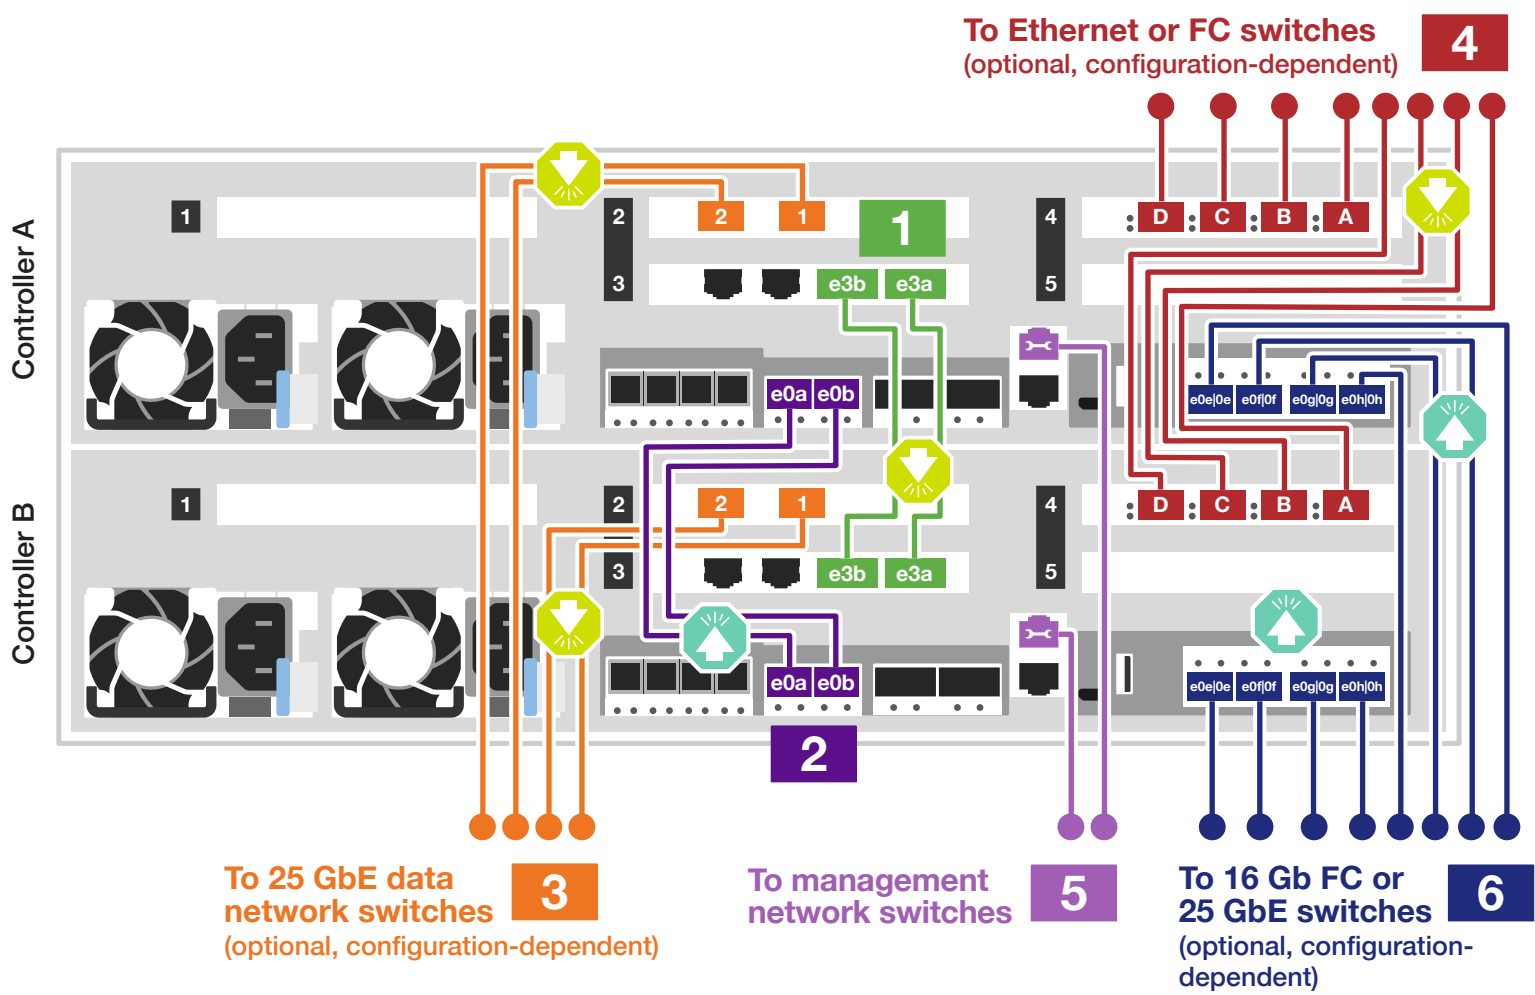 To Ethernet or FC switches
(optional, configuration-dependent)
4
Controller A
1
2
2
1
1
4
D
C
B
A
3
e3b
e3a
5
e0a
e0b
e0e|0e
e0f|0f
e0g|0g
e0h|0h
Controller B
1
2
2
1
4
D
C
B
A
3
e3b
e3a
5
e0a
e0b
e0e|0e
e0f|0f
e0g|0g
e0h|0h
2
To 25 GbE data
network switches
(optional, configuration-dependent)
3
To management
network switches
5
To 16 Gb FC or
25 GbE switches
(optional, configuration-
dependent)
6